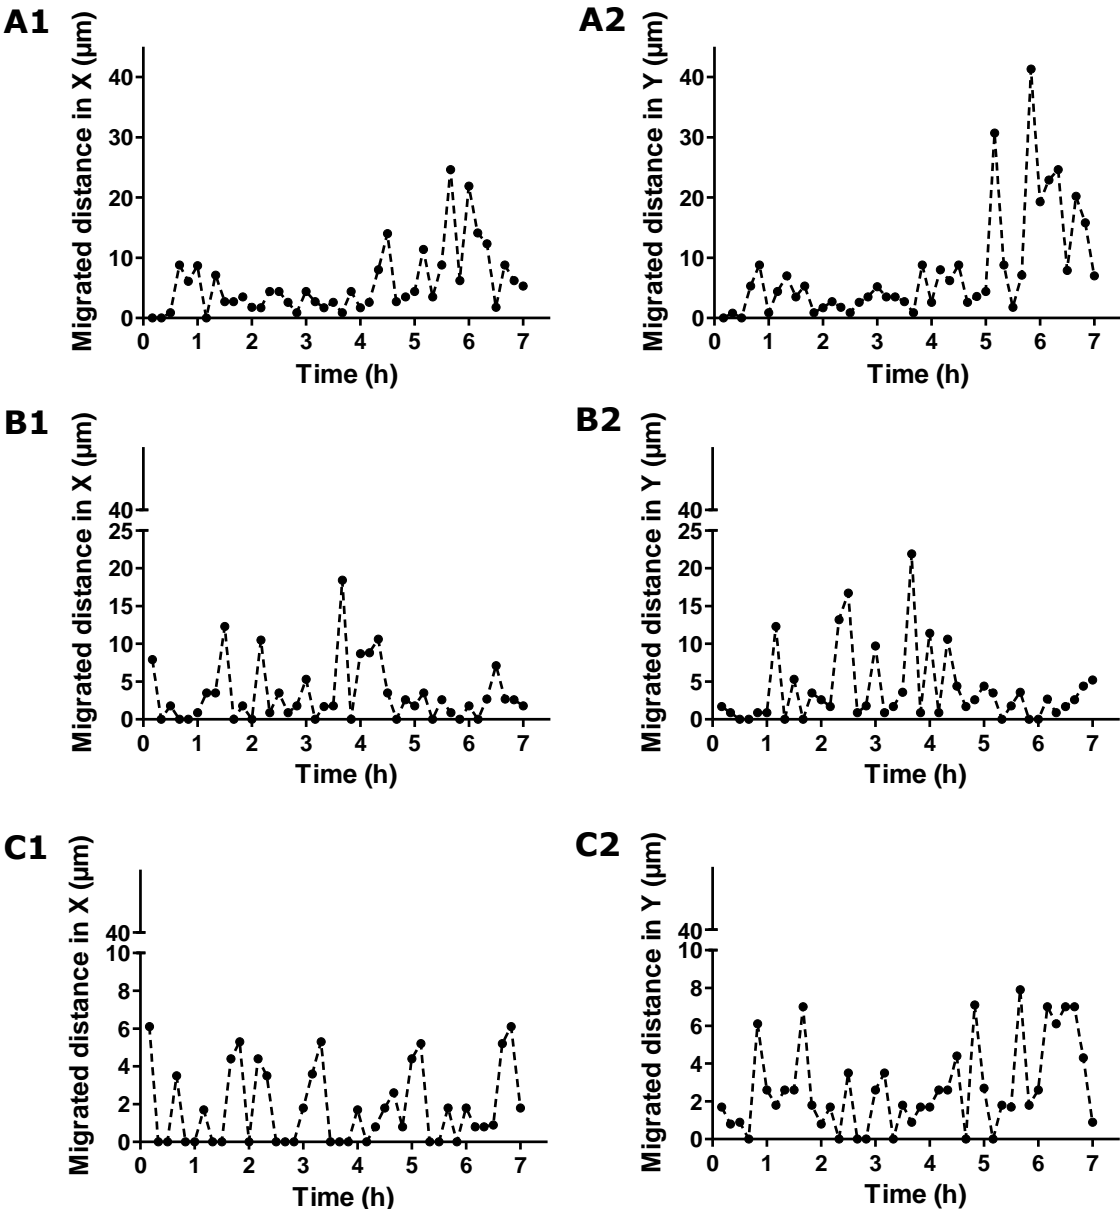 A1
Migrated distance in X (µm)
40
30
20
10
0
0 1 2 3 4 5 6 7
Time (h)
A2
Migrated distance in Y (µm)
40
30
20
10
0
0 1 2 3 4 5 6 7
Time (h)
B1
Migrated distance in X (µm)
40
25
20
15
10
5
0
0 1 2 3 4 5 6 7
Time (h)
B2
Migrated distance in Y (µm)
40
25
20
15
10
5
0
0 1 2 3 4 5 6 7
Time (h)
C1
Migrated distance in X (µm)
40
10
8
6
4
2
0
0 1 2 3 4 5 6 7
Time (h)
C2
Migrated distance in Y (µm)
40
10
8
6
4
2
0
0 1 2 3 4 5 6 7
Time (h)